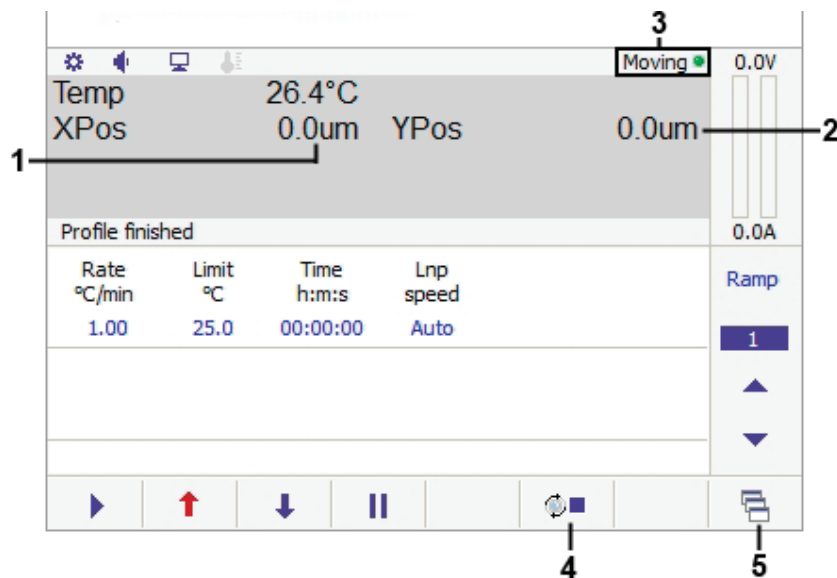 3
Moving 0.0V
Temp 26.4°C
XPos 0.0um YPos 0.0um
2
1
Profile finished 0.0A
Rate Limit Time Lnp
°C/min °C h:m:s speed
Ramp
1.00 25.0 00:00:00 Auto
1
4 5